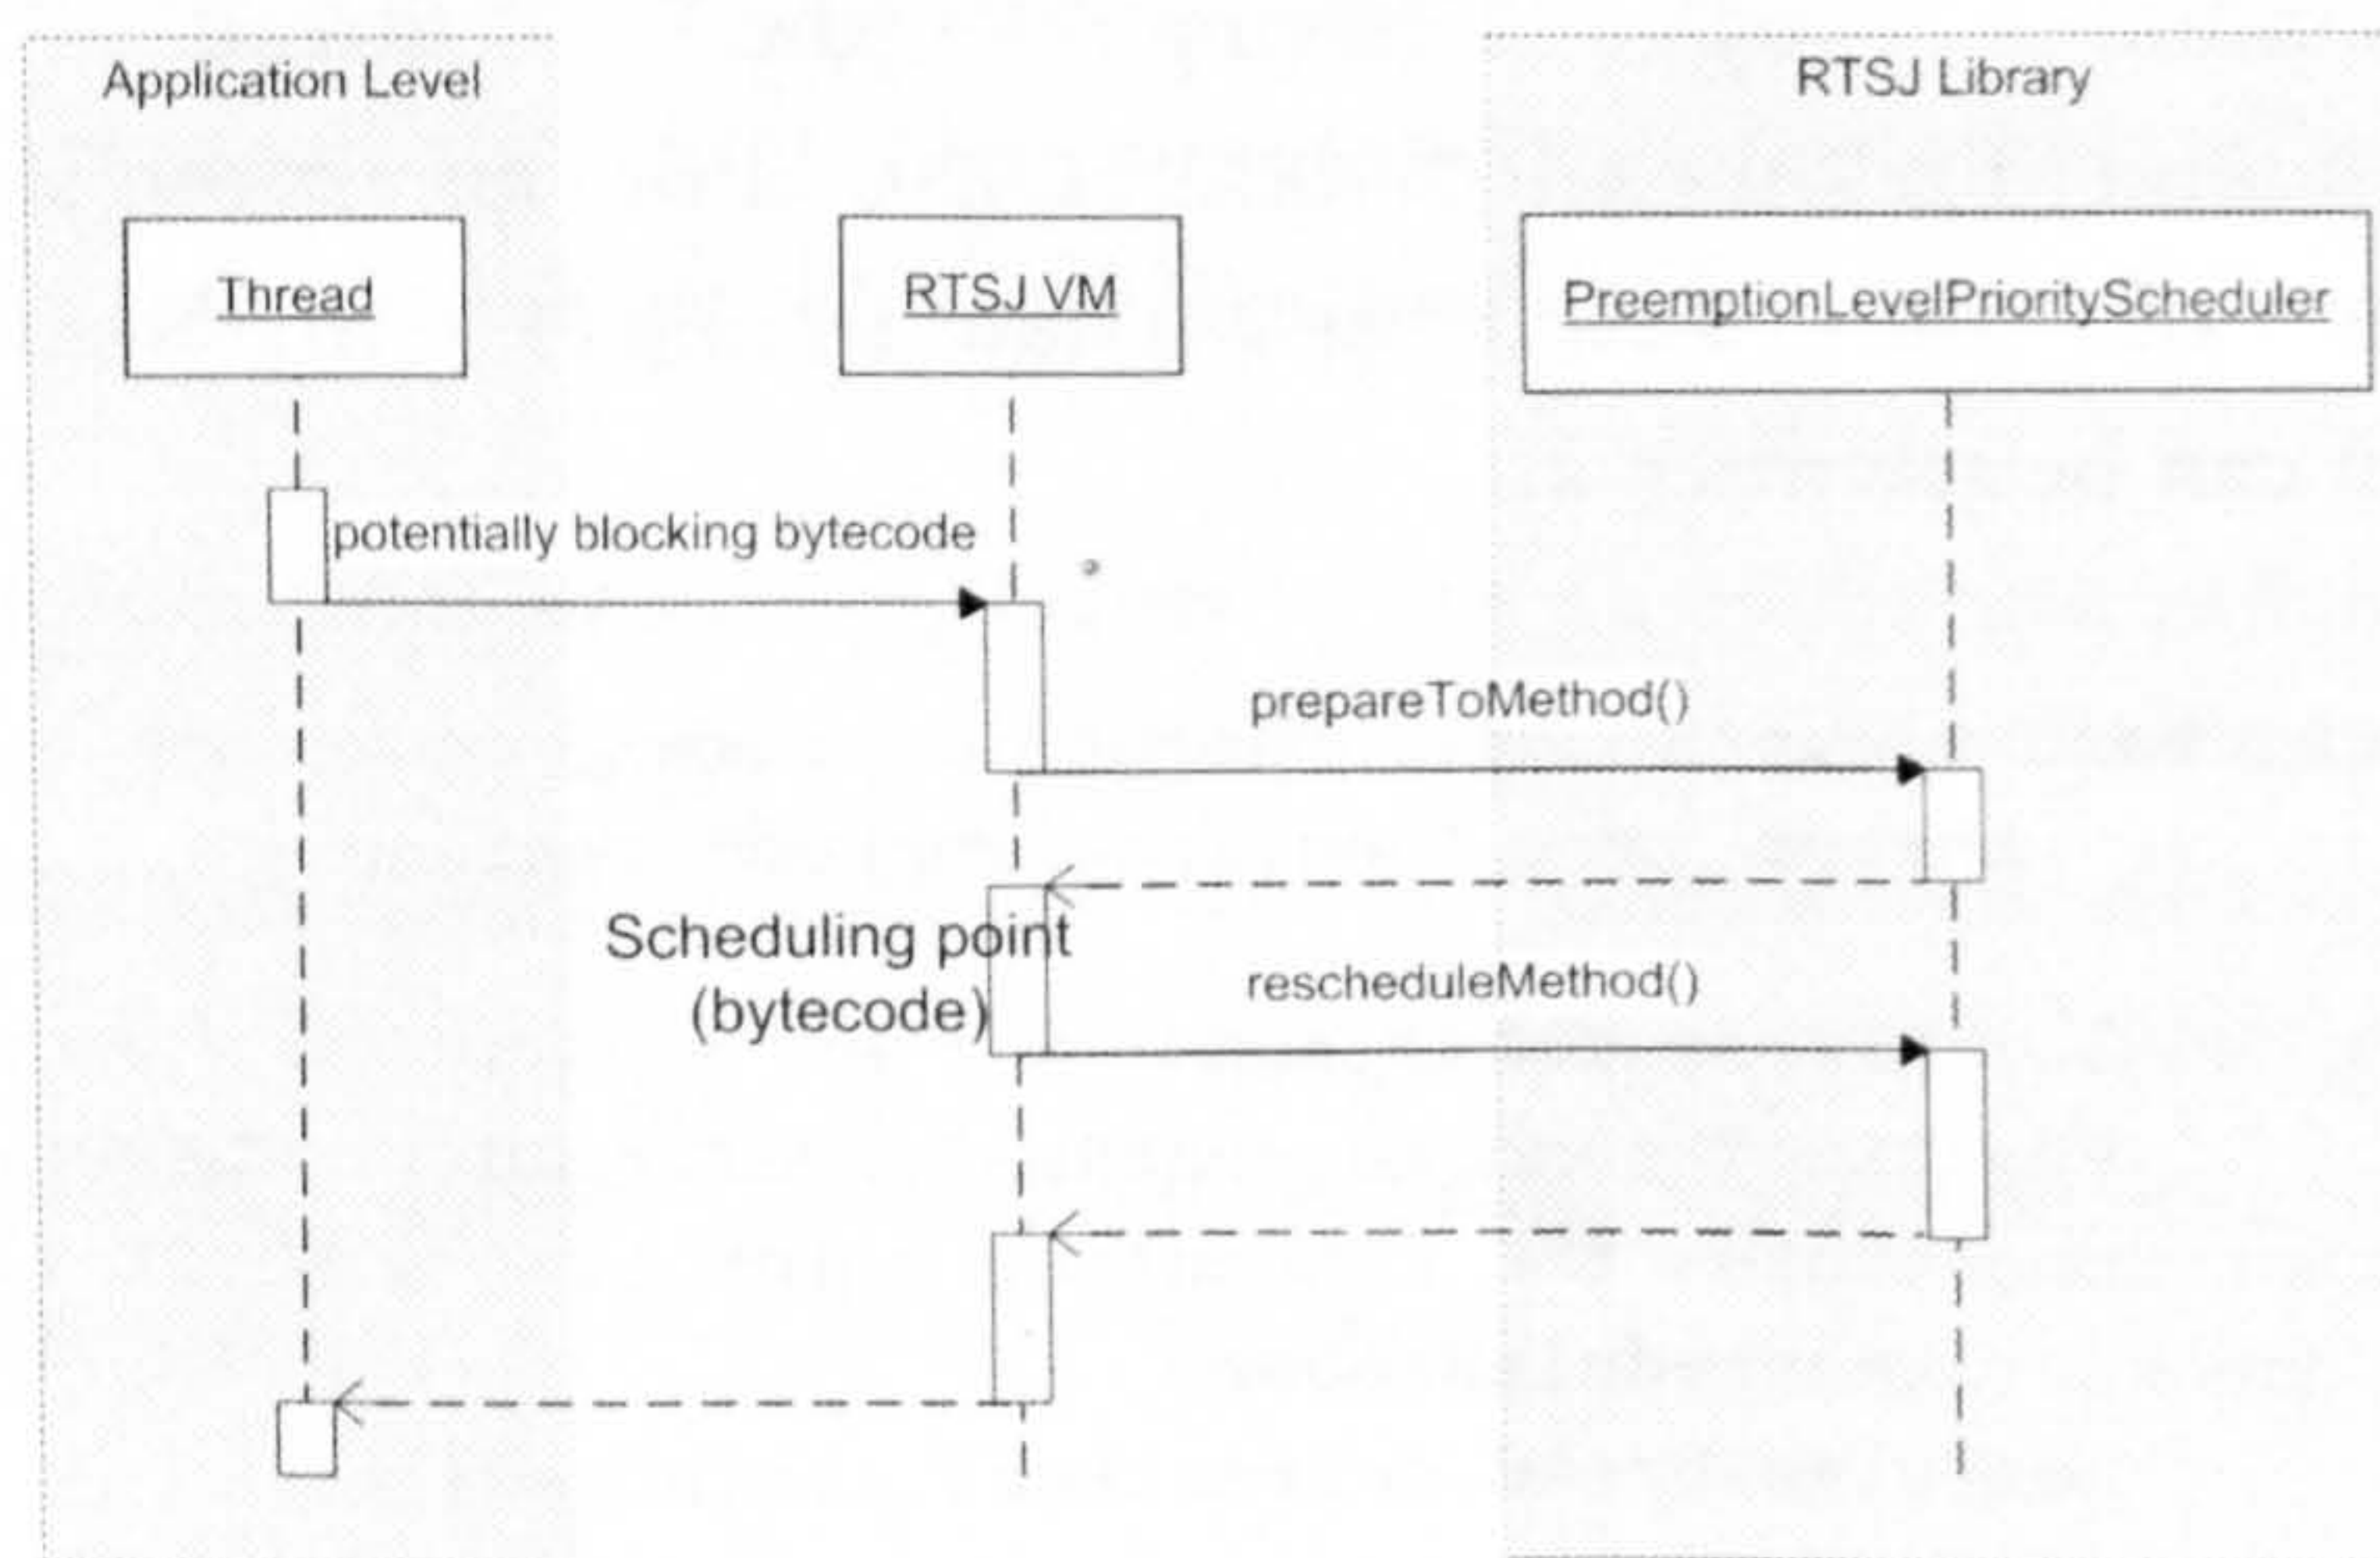 Application Level
RTSJ Library
Thread
RTSJ VM
PreemptionLevelPriorityScheduler
potentially blocking bytecode
prepareToMethod()
Scheduling point
(bytecode)
rescheduleMethod()